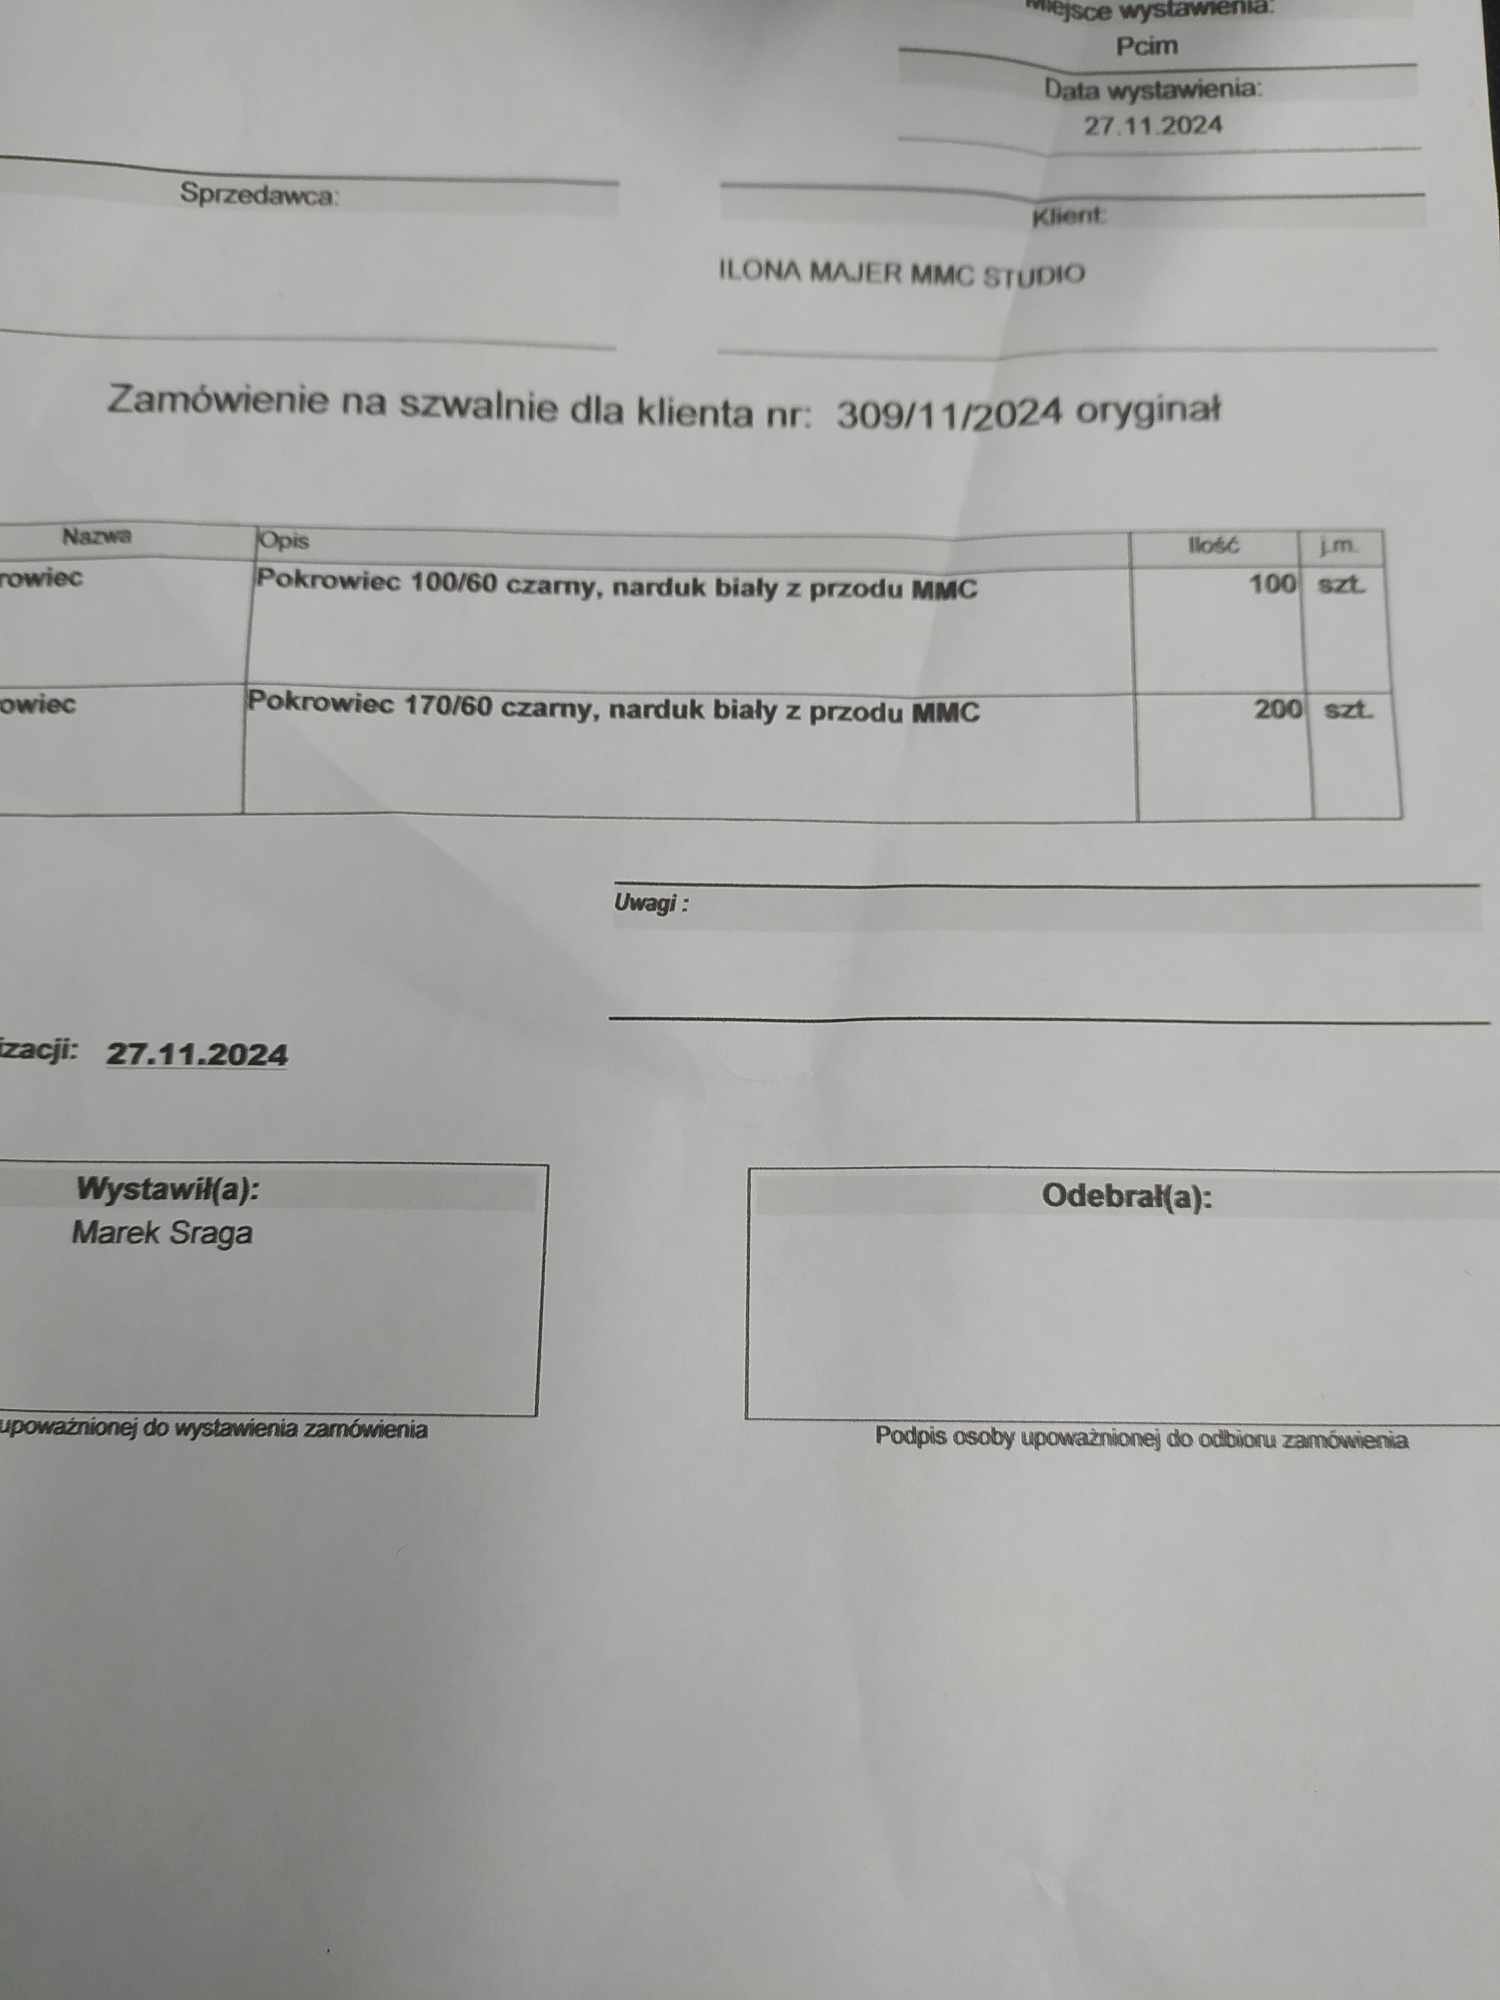 Miejsce wystawienia:
Pcim
Data wystawienia:
27.11.2024
Sprzedawca:
Klient:
ILONA MAJER MMC STUDIO
Zamówienie na szwalnie dla klienta nr: 309/11/2024 oryginał
Nazwa Opis Ilość j.m.
rowiec Pokrowiec 100/60 czarny, narduk biały z przodu MMC 100 szt.
owiec Pokrowiec 170/60 czarny, narduk biały z przodu MMC 200 szt.
Uwagi :
izacji: 27.11.2024
Wystawił(a):
Marek Sraga
Odebrał(a):
upoważnionej do wystawienia zamówienia
Podpis osoby upoważnionej do odbioru zamówienia